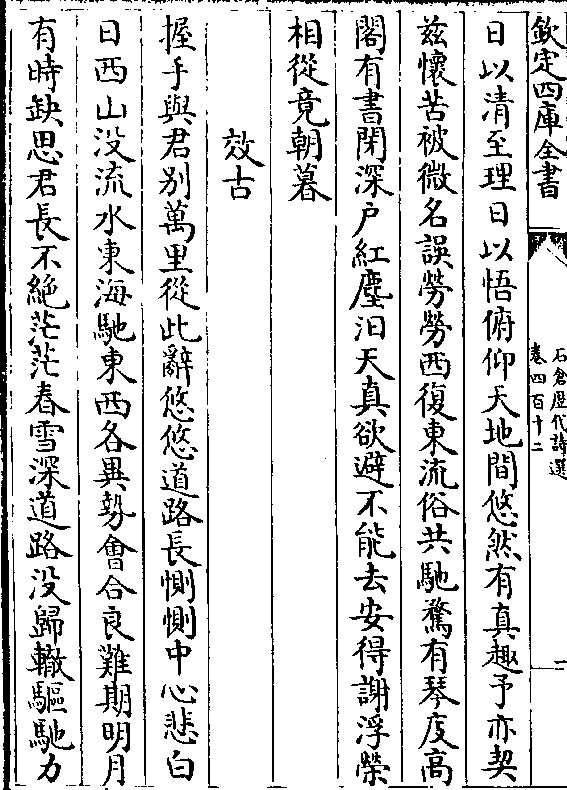 欽定四庫全書
石倉歴代詩選
卷四百十二
二
日以清至理日以悟俯仰天地間悠然有真趣予亦契
兹懷苦被微名誤勞勞西復東流俗共馳騖有琴庋高
閣有書閉深户紅塵汩天真欲避不能去安得謝浮榮
相從竟朝暮
效古
握手與君别萬里從此辭悠悠道路長惻惻中心悲白
日西山没流水東海馳東西各異勢會合良難期明月
有時缺思君長不絶茫茫春雪深道路没歸轍驅馳力